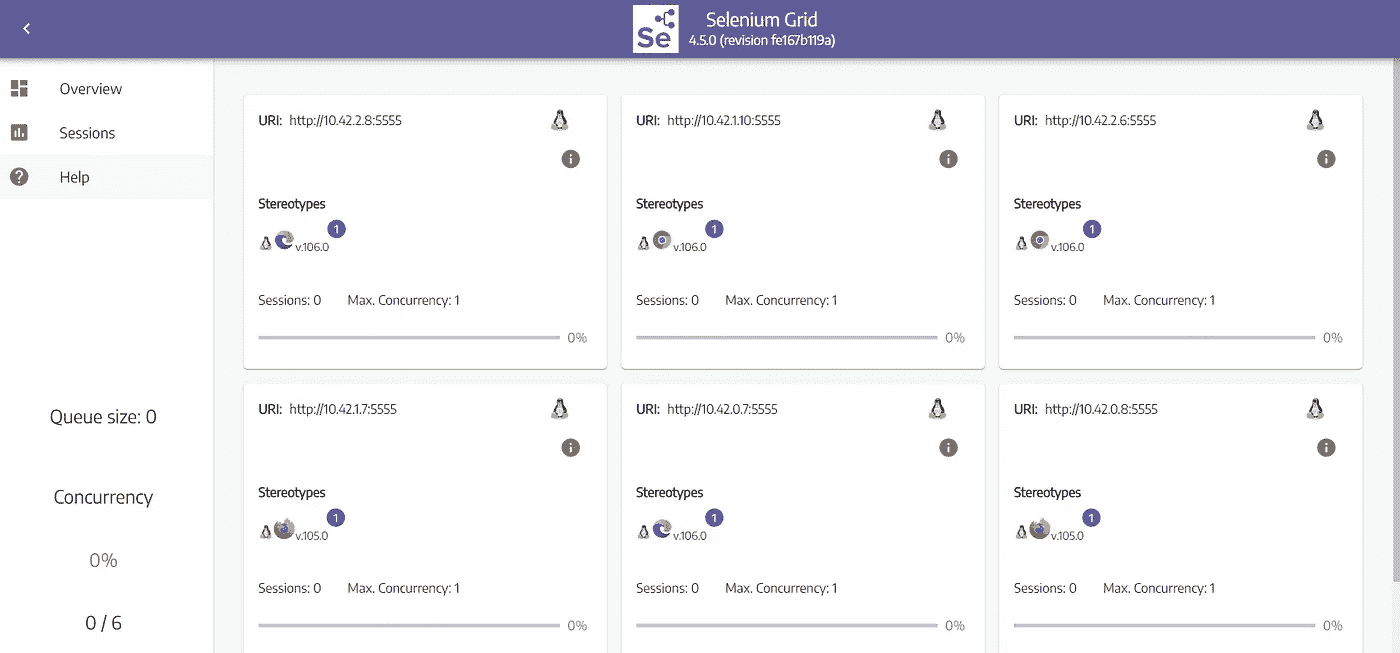 Se
Selenium Grid
4.5.0 (revision fe167b119a)
Overview
Sessions
Help
Queue size: 0
Concurrency
0%
0 / 6
URI: http://10.42.2.8:5555
Stereotypes
1
v.106.0
Sessions: 0 Max. Concurrency: 1
0%
URI: http://10.42.1.10:5555
Stereotypes
1
v.106.0
Sessions: 0 Max. Concurrency: 1
0%
URI: http://10.42.2.6:5555
Stereotypes
1
v.106.0
Sessions: 0 Max. Concurrency: 1
0%
URI: http://10.42.1.7:5555
Stereotypes
1
v.105.0
Sessions: 0 Max. Concurrency: 1
0%
URI: http://10.42.0.7:5555
Stereotypes
1
v.106.0
Sessions: 0 Max. Concurrency: 1
0%
URI: http://10.42.0.8:5555
Stereotypes
1
v.105.0
Sessions: 0 Max. Concurrency: 1
0%